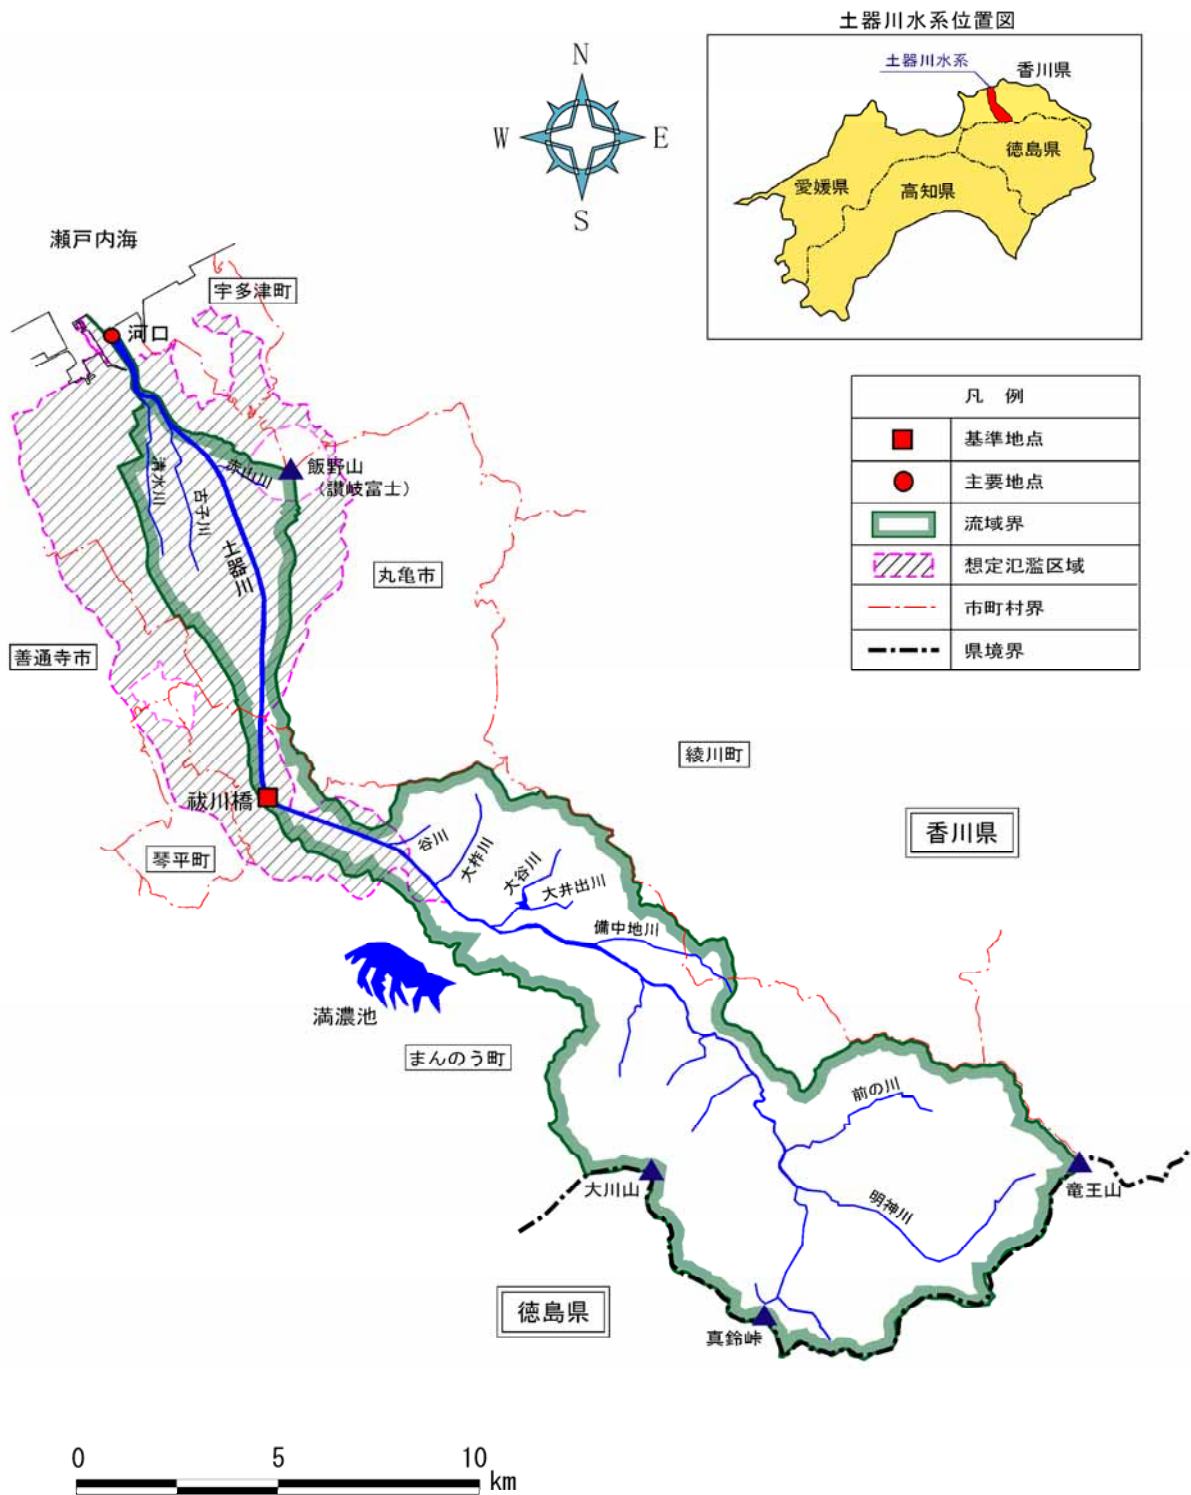 土器川水系位置図
土器川水系
香川県
徳島県
愛媛県
高知県
N
W
E
S
瀬戸内海
宇多津町
河口
凡 例
基準地点
主要地点
流域界
想定氾濫区域
市町村界
県境界
飯野山
（讃岐富士）
赤山川
清水川
古子川
土器川
丸亀市
善通寺市
綾川町
祓川橋
香川県
琴平町
谷川
大柞川
大谷川
大井出川
備中地川
満濃池
まんのう町
前の川
大川山
竜王山
明神川
徳島県
真鈴峠
0
5
10
km